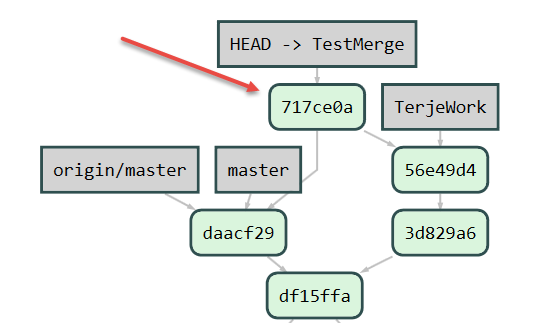 HEAD -> TestMerge
717ce0a
TerjeWork
origin/master
master
56e49d4
daacf29
3d829a6
df15ffa